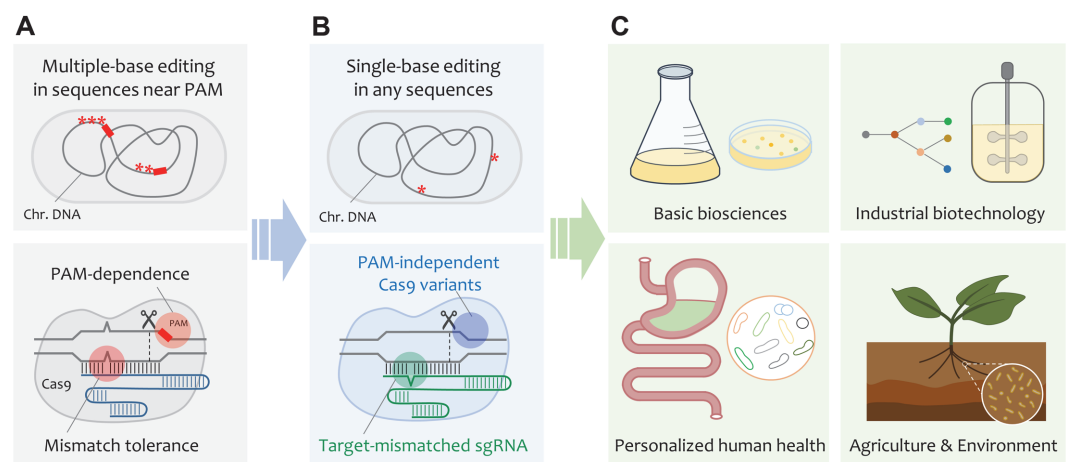 A
Multiple-base editing
in sequences near PAM
Chr. DNA
PAM-dependence
PAM
Cas9
Mismatch tolerance
B
Single-base editing
in any sequences
Chr. DNA
PAM-independent
Cas9 variants
Target-mismatched sgRNA
C
Basic biosciences
Industrial biotechnology
Personalized human health
Agriculture & Environment